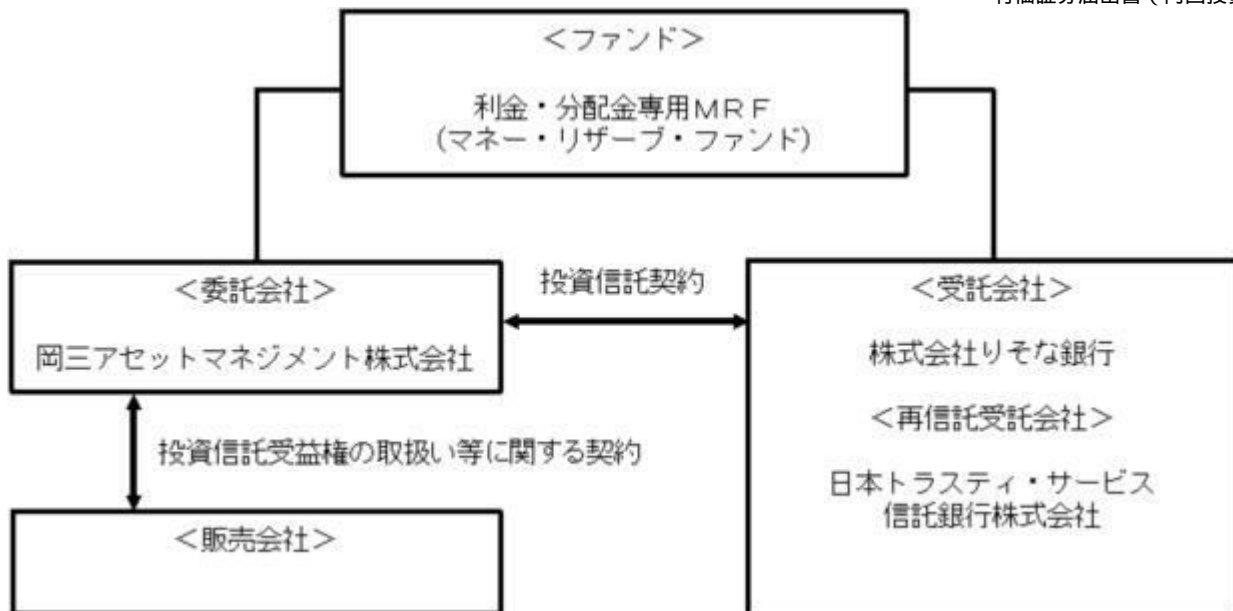 <ファンド>
利金・分配金専用MRF
(マネー・リザーブ・ファンド)
<委託会社>
岡三アセットマネジメント株式会社
投資信託契約
<受託会社>
株式会社りそな銀行
<再信託受託会社>
日本トラスティ・サービス
信託銀行株式会社
投資信託受益権の取扱い等に関する契約
<販売会社>